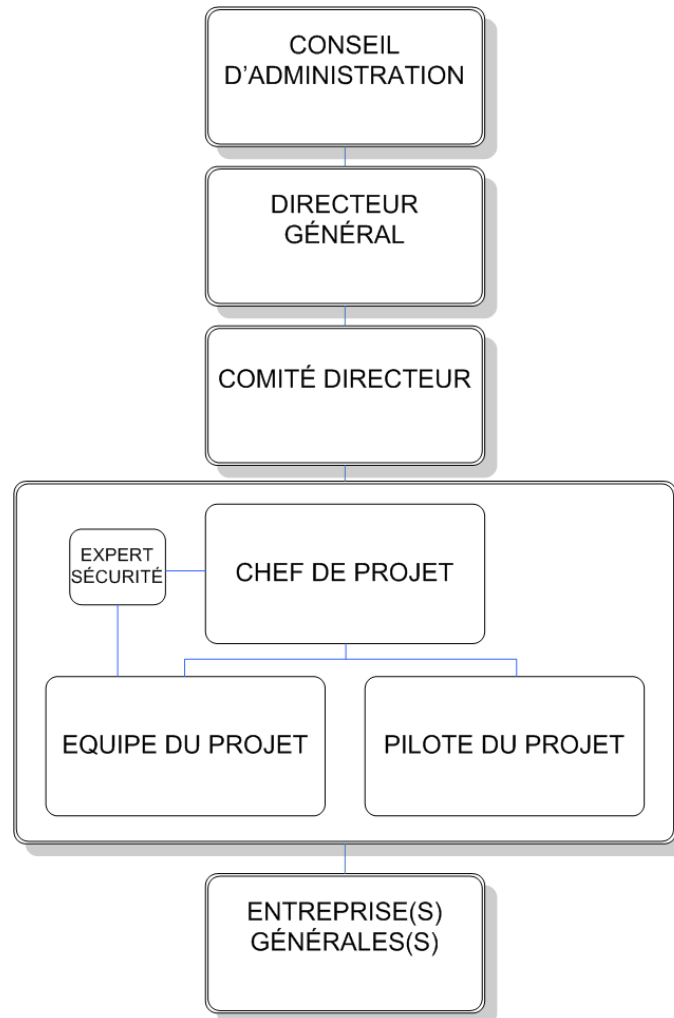 CONSEIL
D’ADMINISTRATION
DIRECTEUR
GÉNÉRAL
COMITÉ DIRECTEUR
EXPERT
SÉCURITÉ
CHEF DE PROJET
EQUIPE DU PROJET
PILOTE DU PROJET
ENTREPRISE(S)
GÉNÉRALES(S)